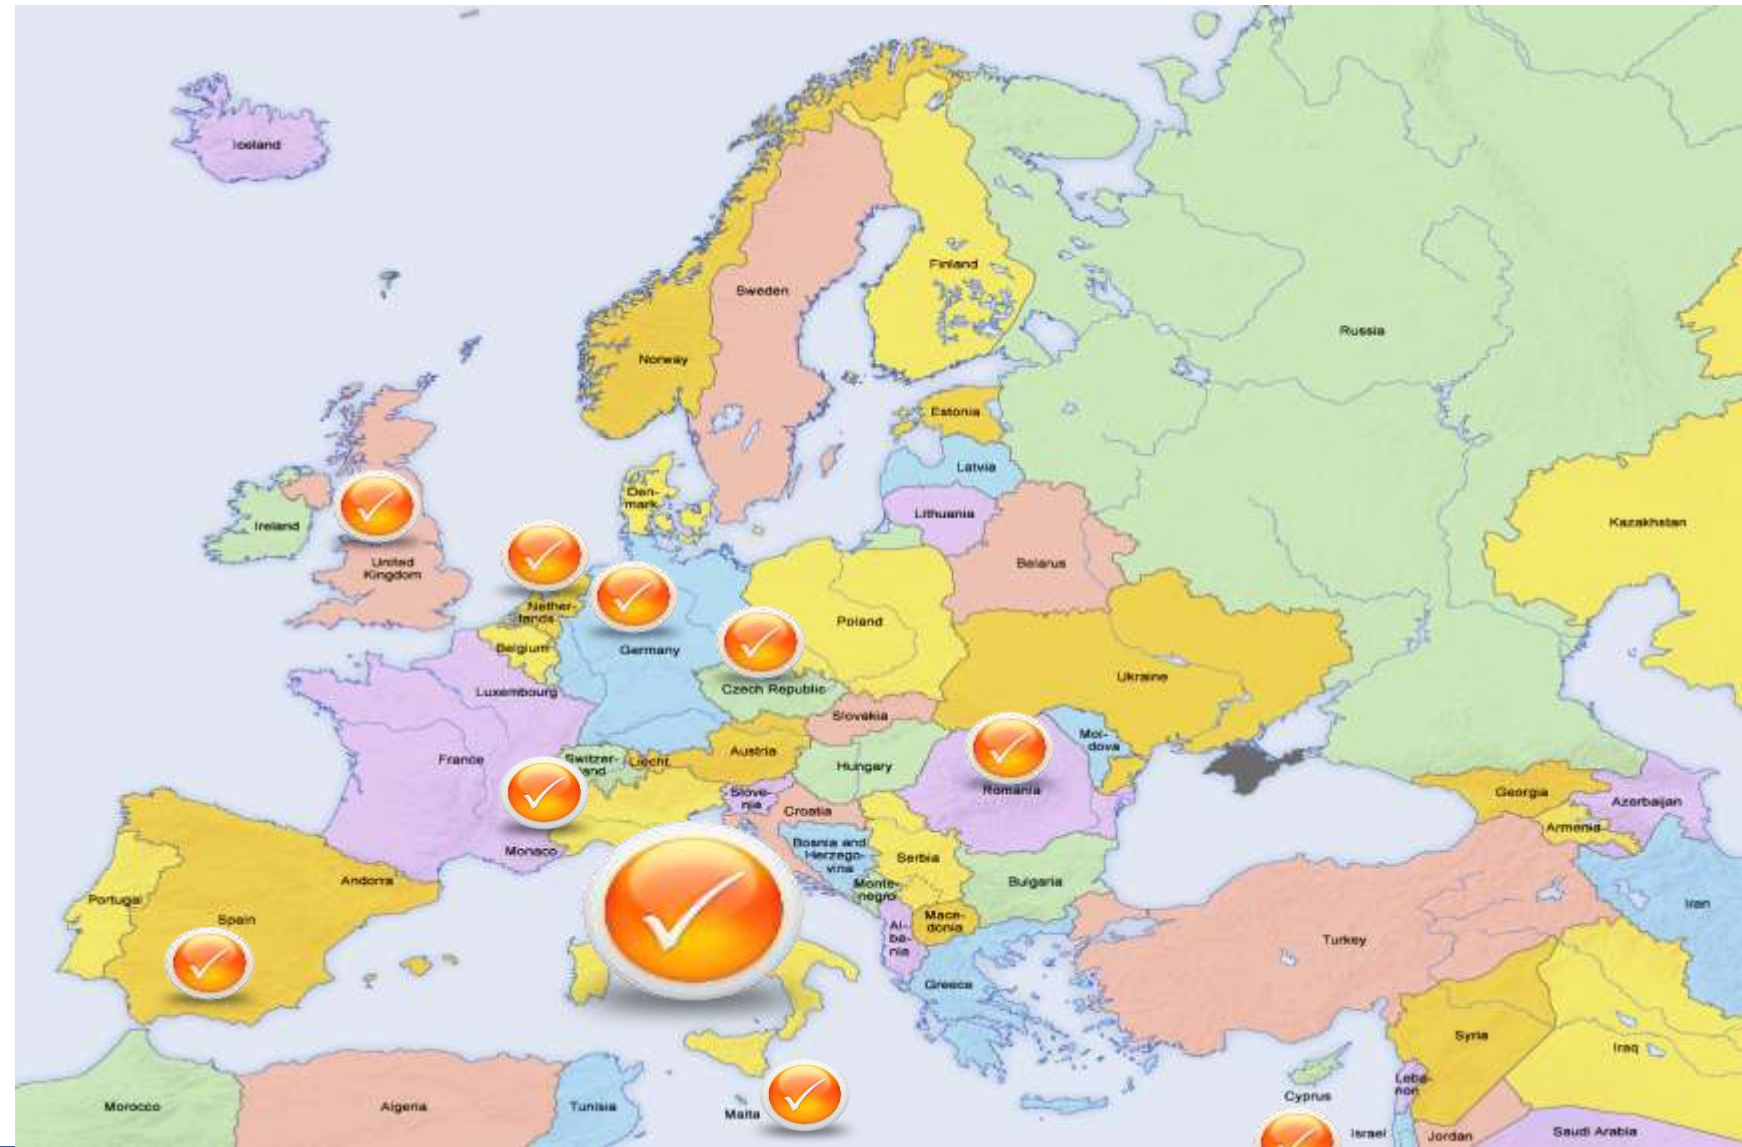 Iceland
Finland
Sweden
Russia
Norway
Estonia
Latvia
Den-
mark
Lithuania
Ireland
Kazakhstan
United
Kingdom
Belarus
Nether-
lands
Poland
Belgium
Germany
Ukraine
Czech Republic
Luxembourg
Slovakia
Mol-
dova
France
Switzer-
land
Liecht.
Austria
Hungary
Romania
Slove-
nia
Croatia
Georgia
Azerbaijan
Armenia
Monaco
Bosnia and
Herzego-
vina
Serbia
Andorra
Monte-
negro
Bulgaria
Portugal
Spain
Al-
ba-
nia
Mace-
donia
Iran
Turkey
Greece
Syria
Iraq
Leba-
non
Cyprus
Morocco
Algeria
Tunisia
Malta
Israel
Jordan
Saudi Arabia